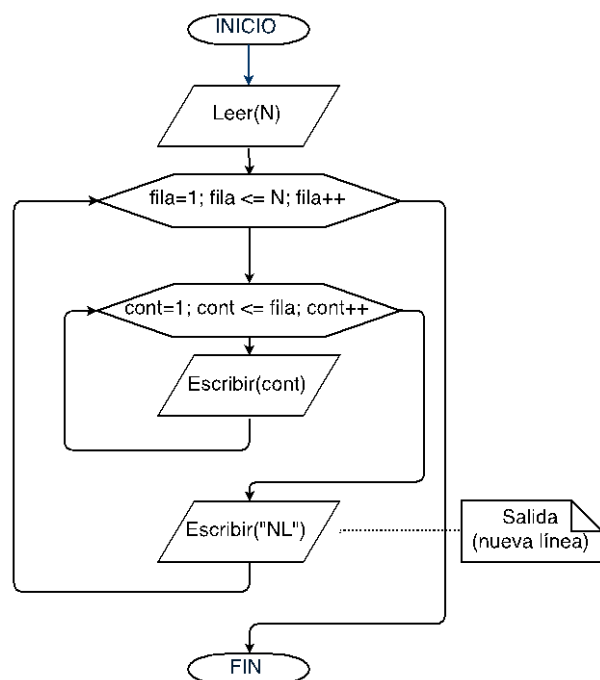 INICIO
Leer(N)
fila=1; fila <= N; fila++
cont=1; cont <= fila; cont++
Escribir(cont)
Escribir("NL")
Salida
(nueva línea)
FIN